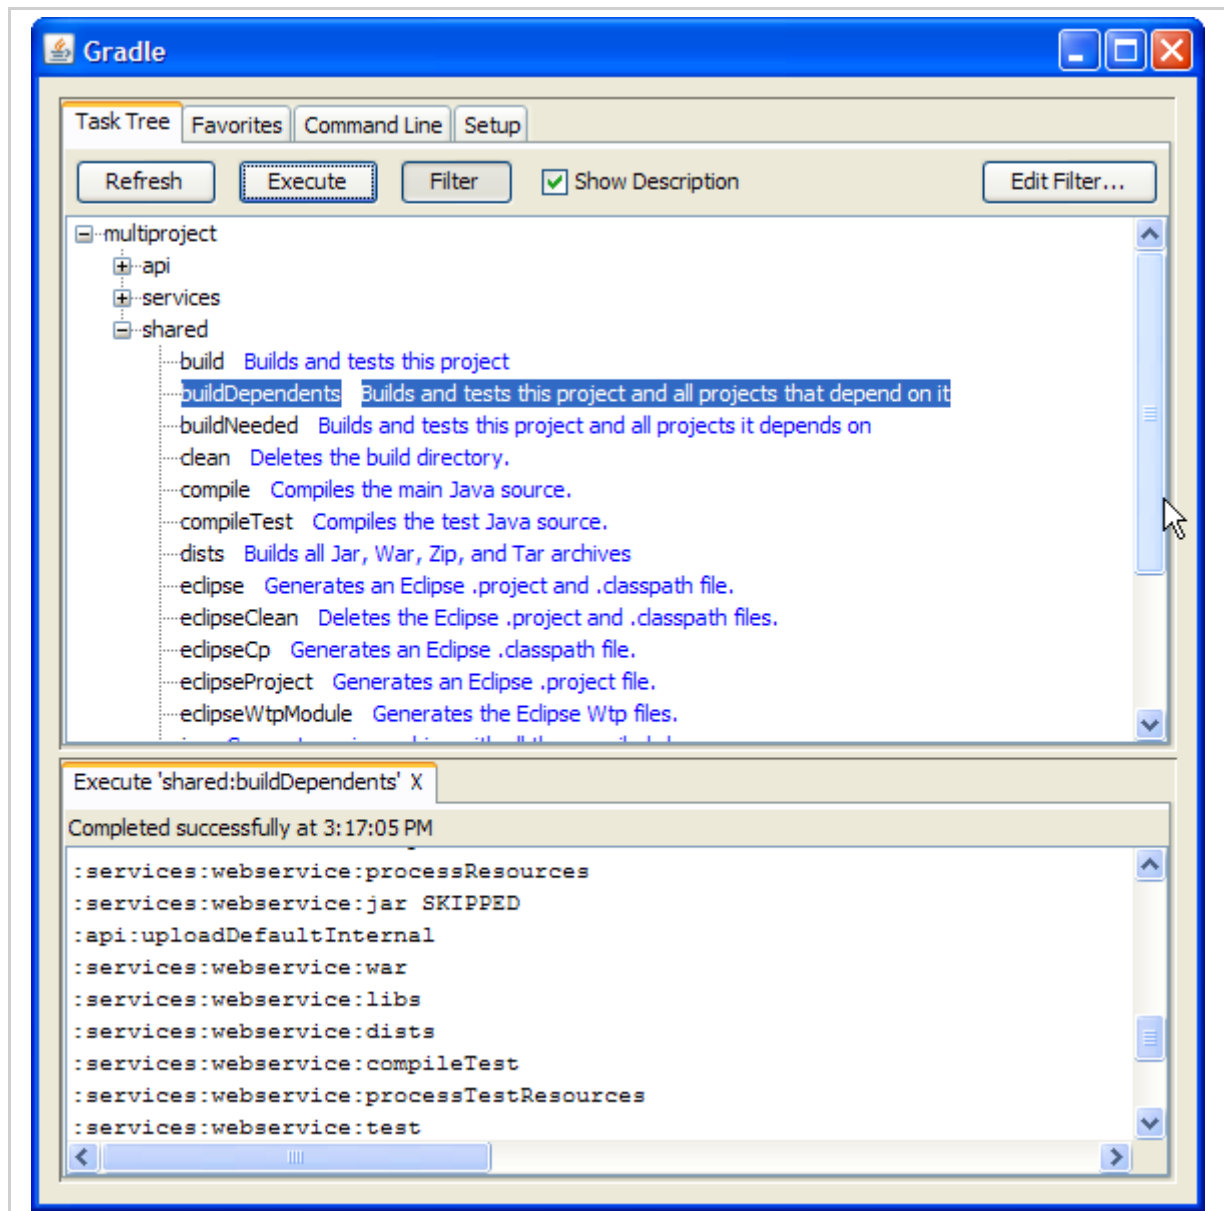 Gradle
Task Tree Favorites Command Line Setup
Refresh Execute Filter Show Description Edit Filter...
multiproject
api
services
shared
build Builds and tests this project
buildDependents Builds and tests this project and all projects that depend on it
buildNeeded Builds and tests this project and all projects it depends on
clean Deletes the build directory.
compile Compiles the main Java source.
compileTest Compiles the test Java source.
dists Builds all Jar, War, Zip, and Tar archives
eclipse Generates an Eclipse .project and .classpath file.
eclipseClean Deletes the Eclipse .project and .classpath files.
eclipseCp Generates an Eclipse .classpath file.
eclipseProject Generates an Eclipse .project file.
eclipseWtpModule Generates the Eclipse Wtp files.
Execute 'shared:buildDependents' X
Completed successfully at 3:17:05 PM
:services:webservice:processResources
:services:webservice:jar SKIPPED
:api:uploadDefaultInternal
:services:webservice:war
:services:webservice:libs
:services:webservice:dists
:services:webservice:compileTest
:services:webservice:processTestResources
:services:webservice:test